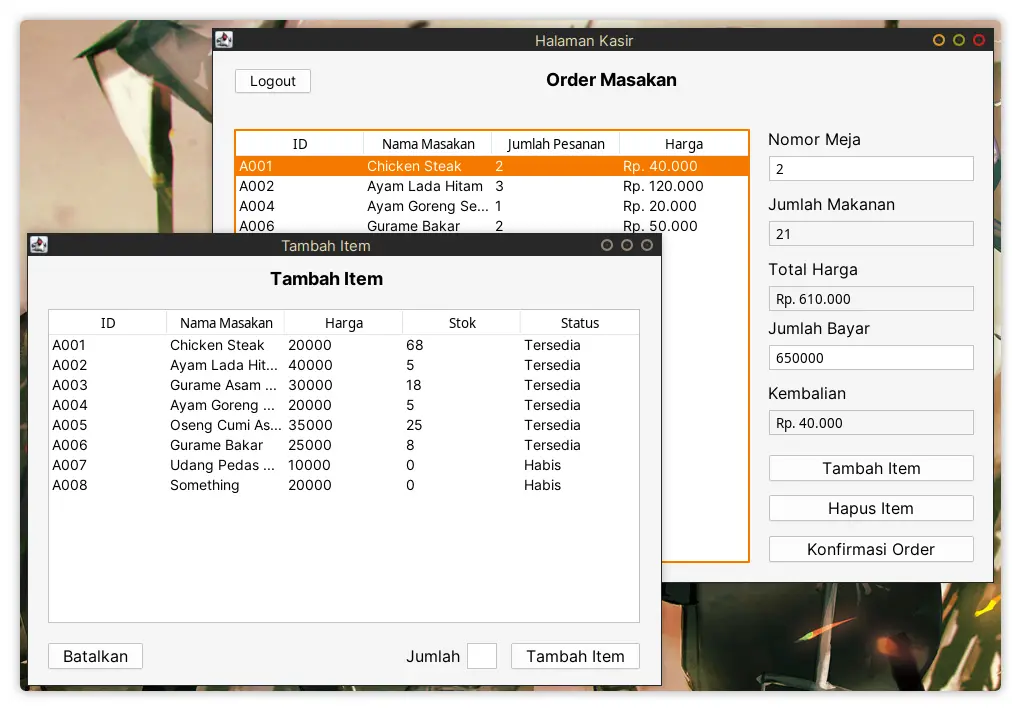 Halaman Kasir
Logout
Order Masakan
ID Nama Masakan Jumlah Pesanan Harga
A001 Chicken Steak 2 Rp. 40.000
A002 Ayam Lada Hitam 3 Rp. 120.000
A004 Ayam Goreng Se... 1 Rp. 20.000
A006 Gurame Bakar 2 Rp. 50.000
Nomor Meja
2
Jumlah Makanan
21
Total Harga
Rp. 610.000
Jumlah Bayar
650000
Kembalian
Rp. 40.000
Tambah Item
Hapus Item
Konfirmasi Order
Tambah Item
Tambah Item
ID Nama Masakan Harga Stok Status
A001 Chicken Steak 20000 68 Tersedia
A002 Ayam Lada Hit... 40000 5 Tersedia
A003 Gurame Asam ... 30000 18 Tersedia
A004 Ayam Goreng ... 20000 5 Tersedia
A005 Oseng Cumi As... 35000 25 Tersedia
A006 Gurame Bakar 25000 8 Tersedia
A007 Udang Pedas ... 10000 0 Habis
A008 Something 20000 0 Habis
Batalkan
Jumlah
Tambah Item